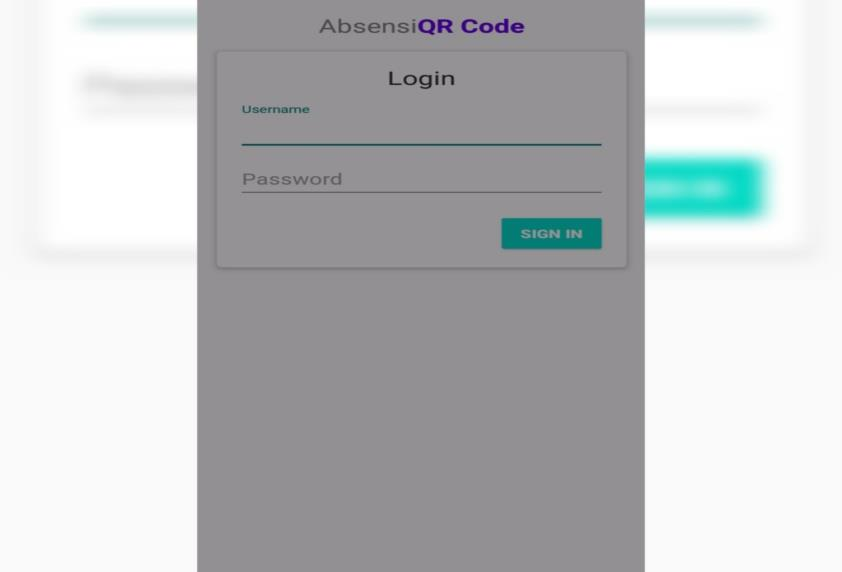 AbsensiQR Code
Login
Username
Password
SIGN IN